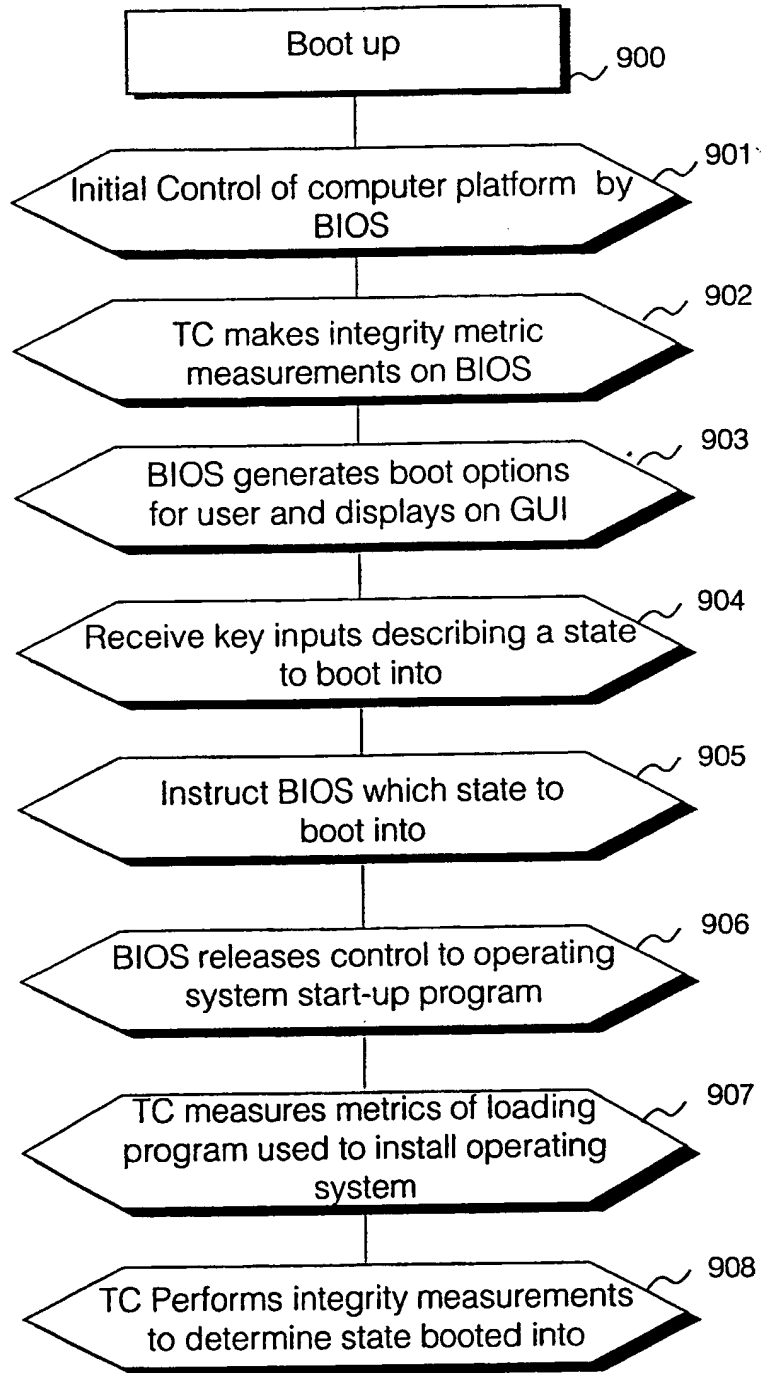 Boot up
900
901
Initial Control of computer platform by
BIOS
902
TC makes integrity metric
measurements on BIOS
903
BIOS generates boot options
for user and displays on GUI
904
Receive key inputs describing a state
to boot into
905
Instruct BIOS which state to
boot into
906
BIOS releases control to operating
system start-up program
907
TC measures metrics of loading
program used to install operating
system
908
TC Performs integrity measurements
to determine state booted into